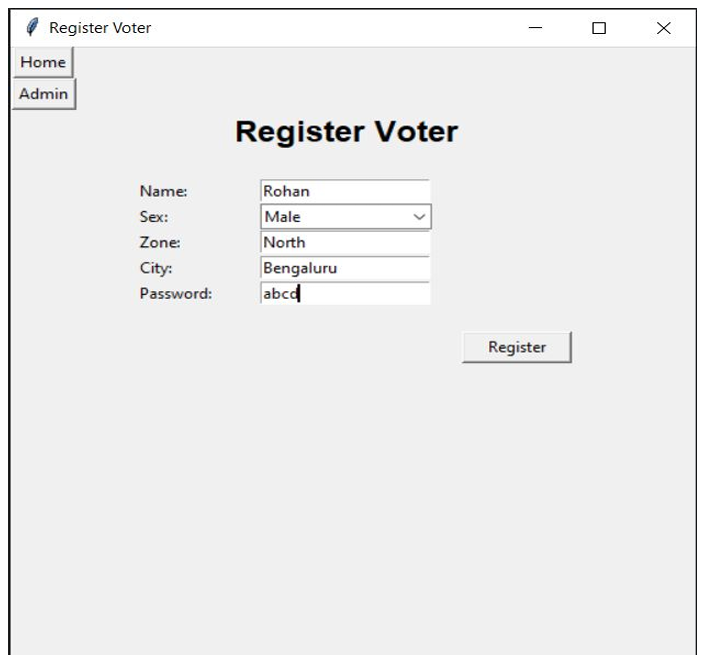 Register Voter
Home
Admin
Register Voter
Name: Rohan
Sex: Male
Zone: North
City: Bengaluru
Password: abcd
Register